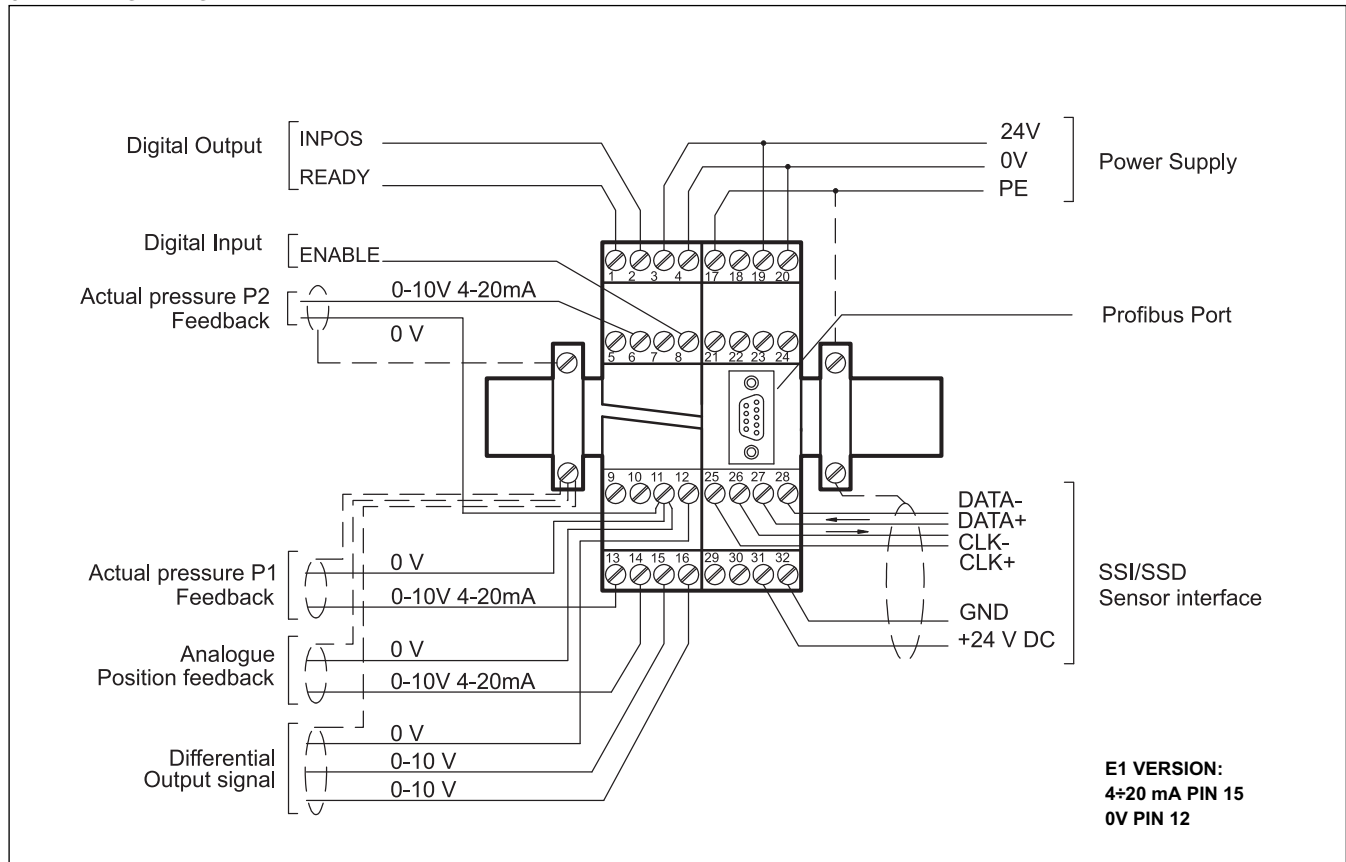 Digital Output
INPOS
READY
Digital Input
ENABLE
Actual pressure P2
Feedback
0-10V 4-20mA
0 V
24V
0V
PE
Power Supply
Profibus Port
1 2 3 4 17 18 19 20
5 6 7 8 21 22 23 24
9 10 11 12 25 26 27 28
13 14 15 16 29 30 31 32
Actual pressure P1
Feedback
0 V
0-10V 4-20mA
Analogue
Position feedback
0 V
0-10V 4-20mA
Differential
Output signal
0 V
0-10 V
0-10 V
DATA-
DATA+
CLK-
CLK+
GND
+24 V DC
SSI/SSD
Sensor interface
E1 VERSION:
4÷20 mA PIN 15
0V PIN 12